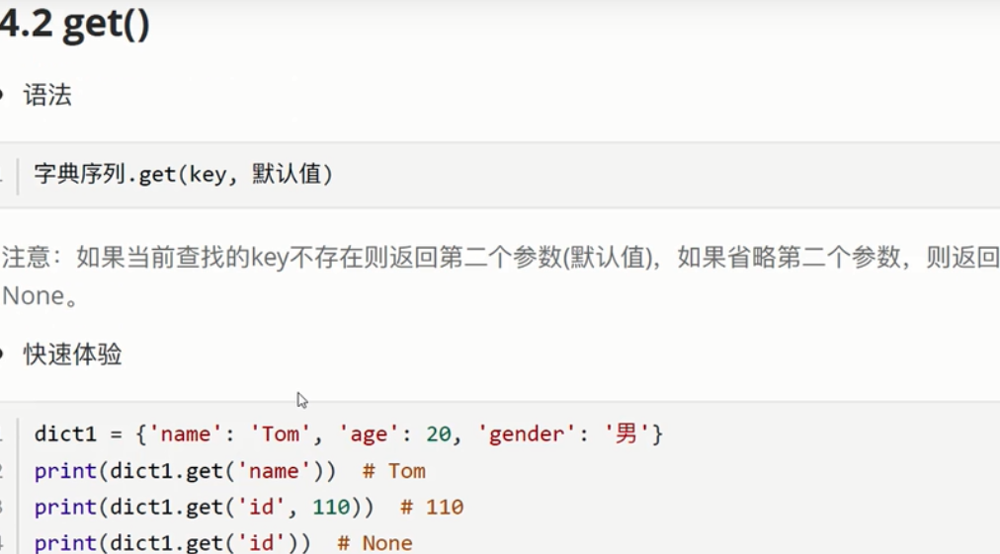 4.2 get()
语法
字典序列.get(key, 默认值)
注意：如果当前查找的key不存在则返回第二个参数(默认值)，如果省略第二个参数，则返回
None。
快速体验
dict1 = {'name': 'Tom', 'age': 20, 'gender': '男'}
2 print(dict1.get('name'))  # Tom
3 print(dict1.get('id', 110))  # 110
4 print(dict1.get('id'))  # None